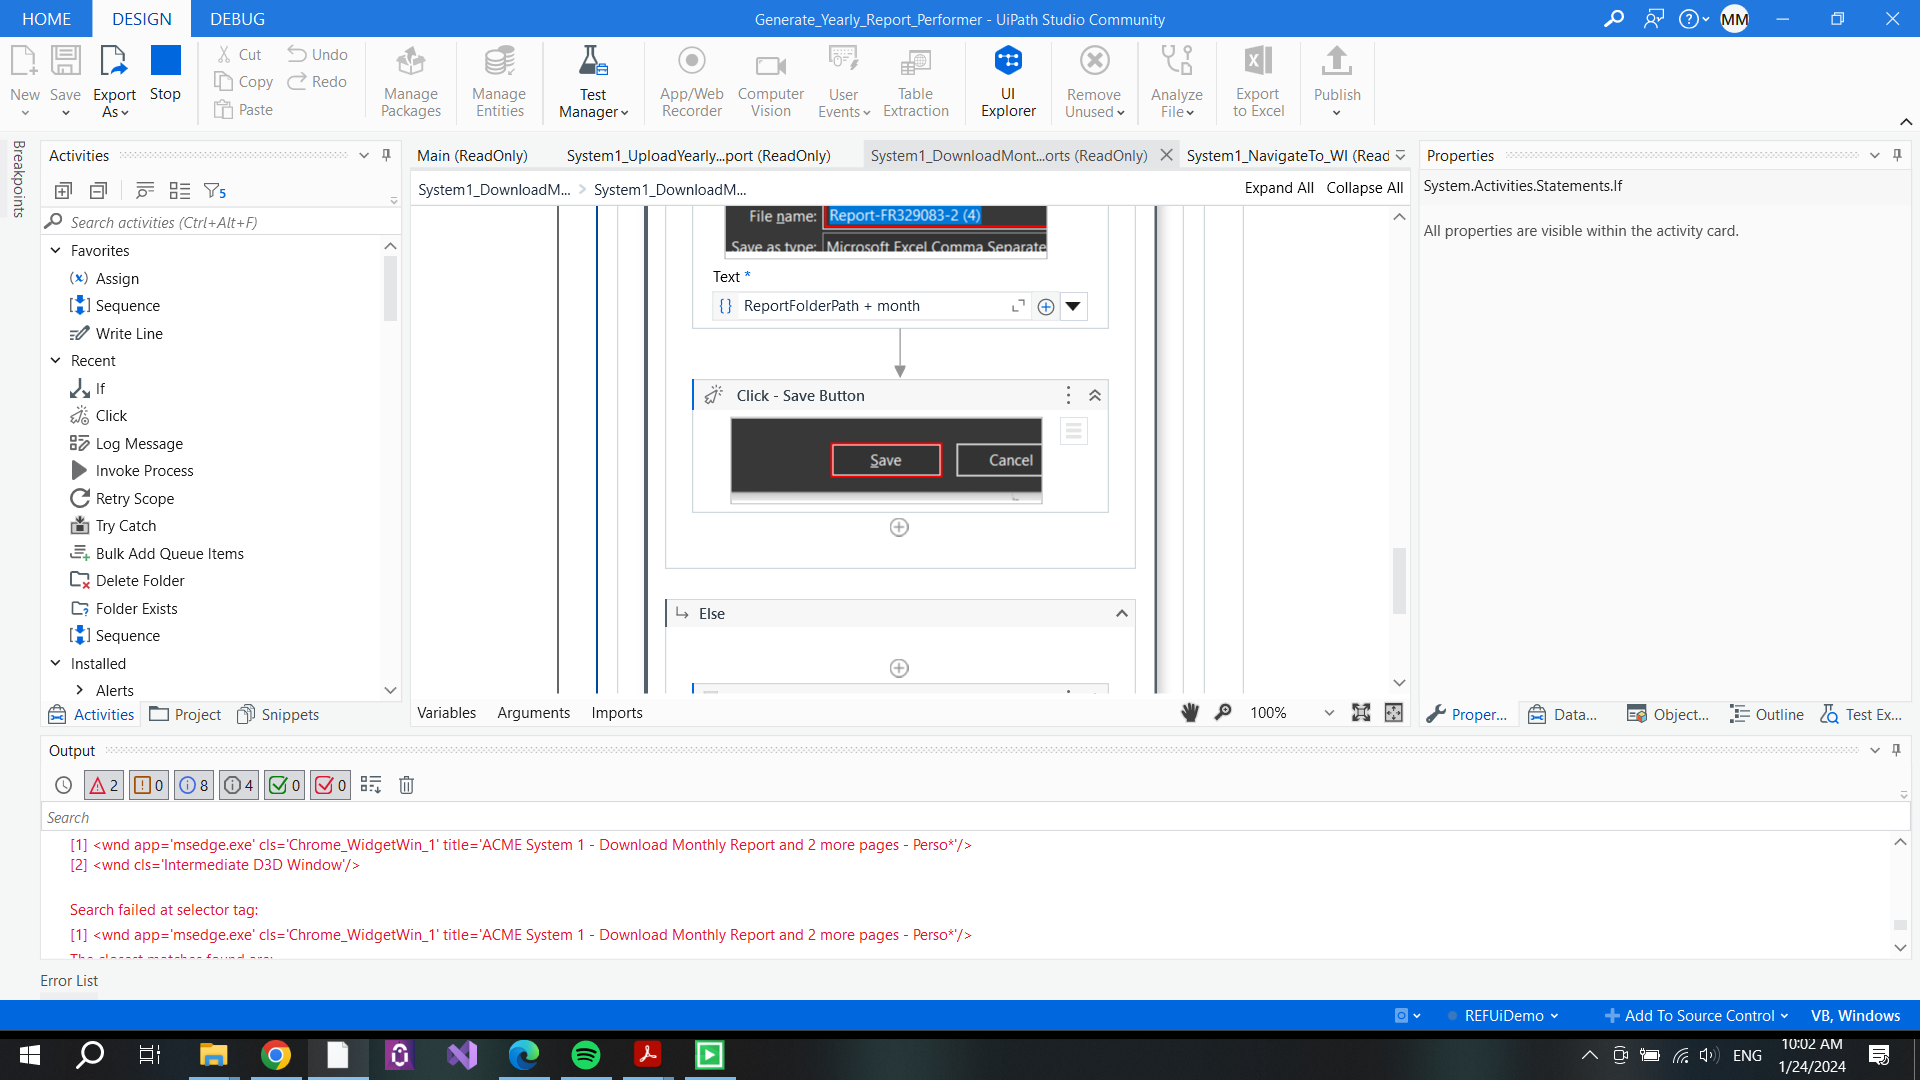 HOME
DESIGN
DEBUG
Generate_Yearly_Report_Performer - UiPath Studio Community
MM
New
Save
Export
As
Stop
Cut
Copy
Paste
Undo
Redo
Manage
Packages
Manage
Entities
Test
Manager
App/Web
Recorder
Computer
Vision
User
Events
Table
Extraction
UI
Explorer
Remove
Unused
Analyze
File
Export
to Excel
Publish
Breakpoints
Activities
5
Search activities (Ctrl+Alt+F)
Favorites
Assign
Sequence
Write Line
Recent
If
Click
Log Message
Invoke Process
Retry Scope
Try Catch
Bulk Add Queue Items
Delete Folder
Folder Exists
Sequence
Installed
Alerts
Activities
Project
Snippets
Main (ReadOnly)
System1_UploadYearly...port (ReadOnly)
System1_DownloadMont...orts (ReadOnly)
System1_NavigateTo_WI (Read
System1_DownloadM...
System1_DownloadM...
Expand All
Collapse All
File name:
Report-FR329083-2 (4)
Save as type:
Microsoft Excel Comma Separate
Text *
ReportFolderPath + month
Click - Save Button
Save
Cancel
Else
Variables
Arguments
Imports
100%
Properties
System.Activities.Statements.If
All properties are visible within the activity card.
Proper...
Data...
Object...
Outline
Test Ex...
Output
2
0
8
4
0
0
Search
[1] <wnd app='msedge.exe' cls='Chrome_WidgetWin_1' title='ACME System 1 - Download Monthly Report and 2 more pages - Perso*'/>
[2] <wnd cls='Intermediate D3D Window'/>
Search failed at selector tag:
[1] <wnd app='msedge.exe' cls='Chrome_WidgetWin_1' title='ACME System 1 - Download Monthly Report and 2 more pages - Perso*'/>
The closest matches found are:
Error List
REFUiDemo
Add To Source Control
VB, Windows
ENG
10:02 AM
1/24/2024